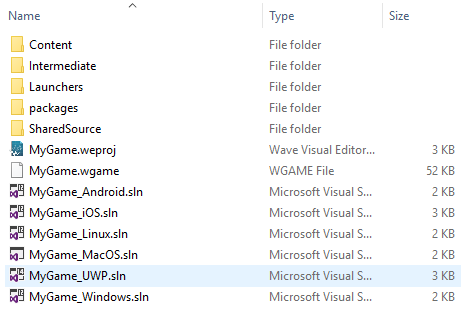 Name Type Size
Content File folder
Intermediate File folder
Launchers File folder
packages File folder
SharedSource File folder
MyGame.weproj Wave Visual Editor... 3 KB
MyGame.wgame WGAME File 52 KB
MyGame_Android.sln Microsoft Visual S... 2 KB
MyGame_iOS.sln Microsoft Visual S... 3 KB
MyGame_Linux.sln Microsoft Visual S... 2 KB
MyGame_MacOS.sln Microsoft Visual S... 2 KB
MyGame_UWP.sln Microsoft Visual S... 3 KB
MyGame_Windows.sln Microsoft Visual S... 2 KB